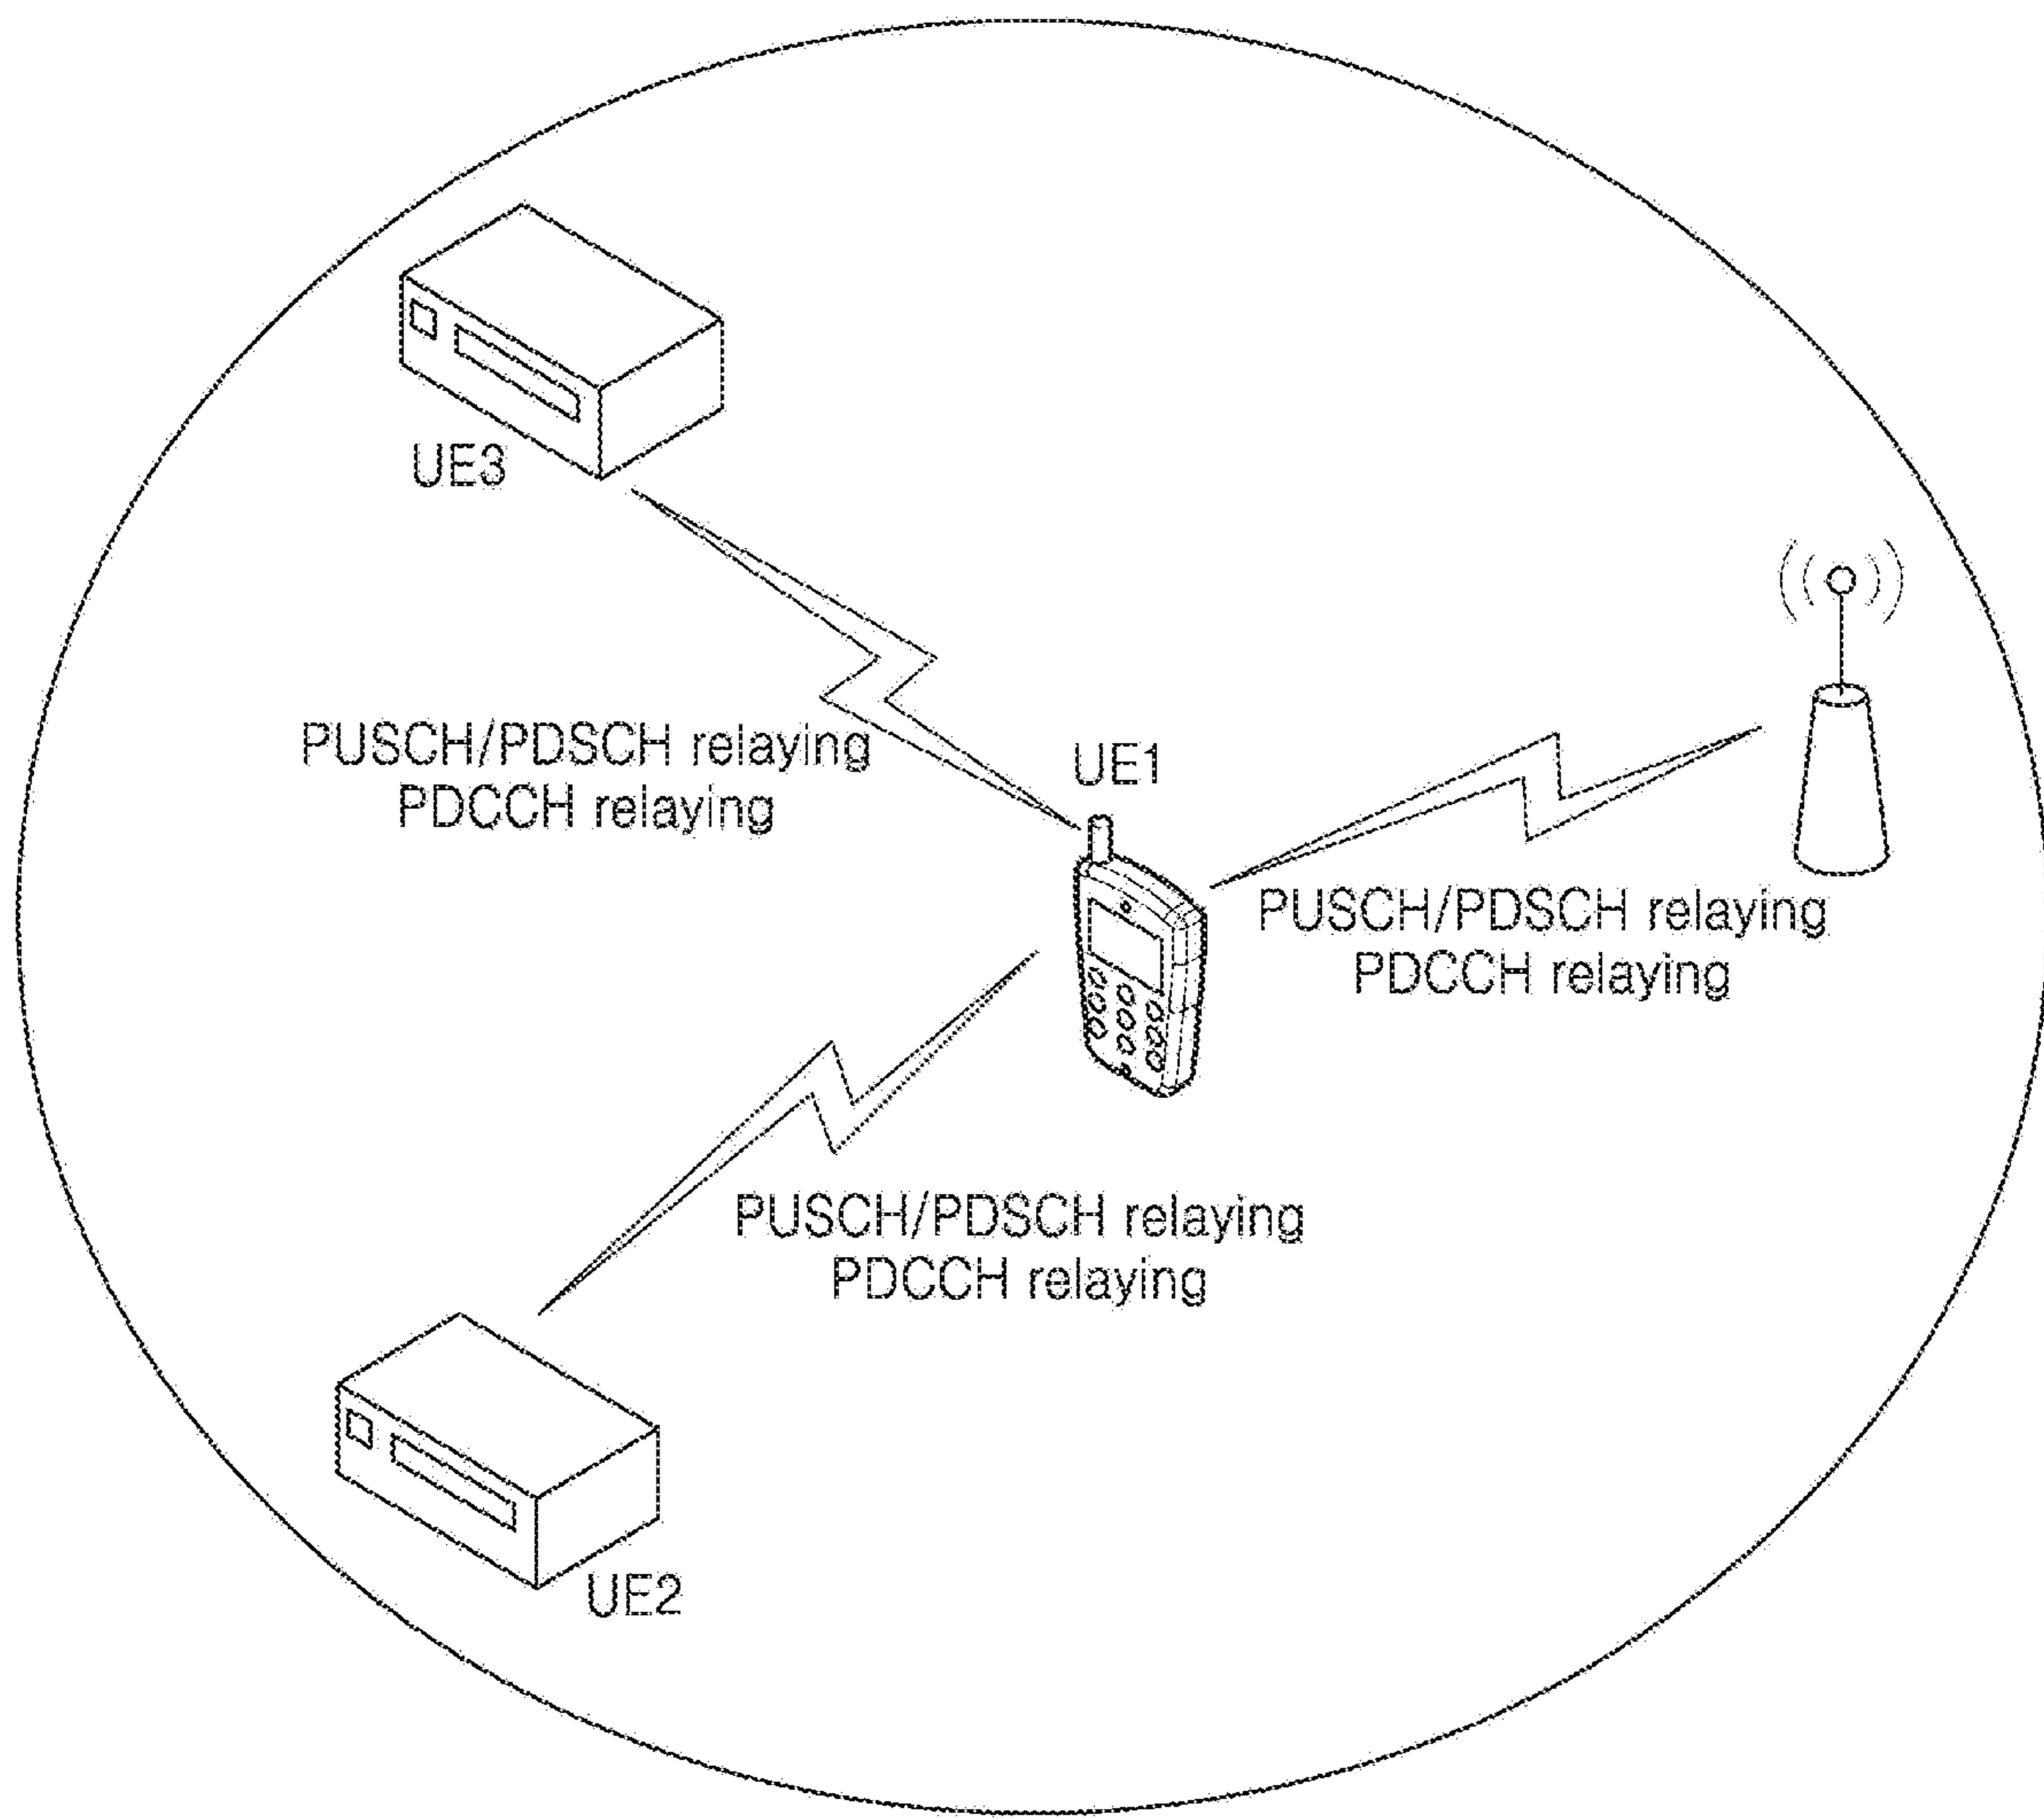 UE3
PUSCH/PDSCH relaying
PDCCH relaying
UE1
PUSCH/PDSCH relaying
PDCCH relaying
PUSCH/PDSCH relaying
PDCCH relaying
UE2